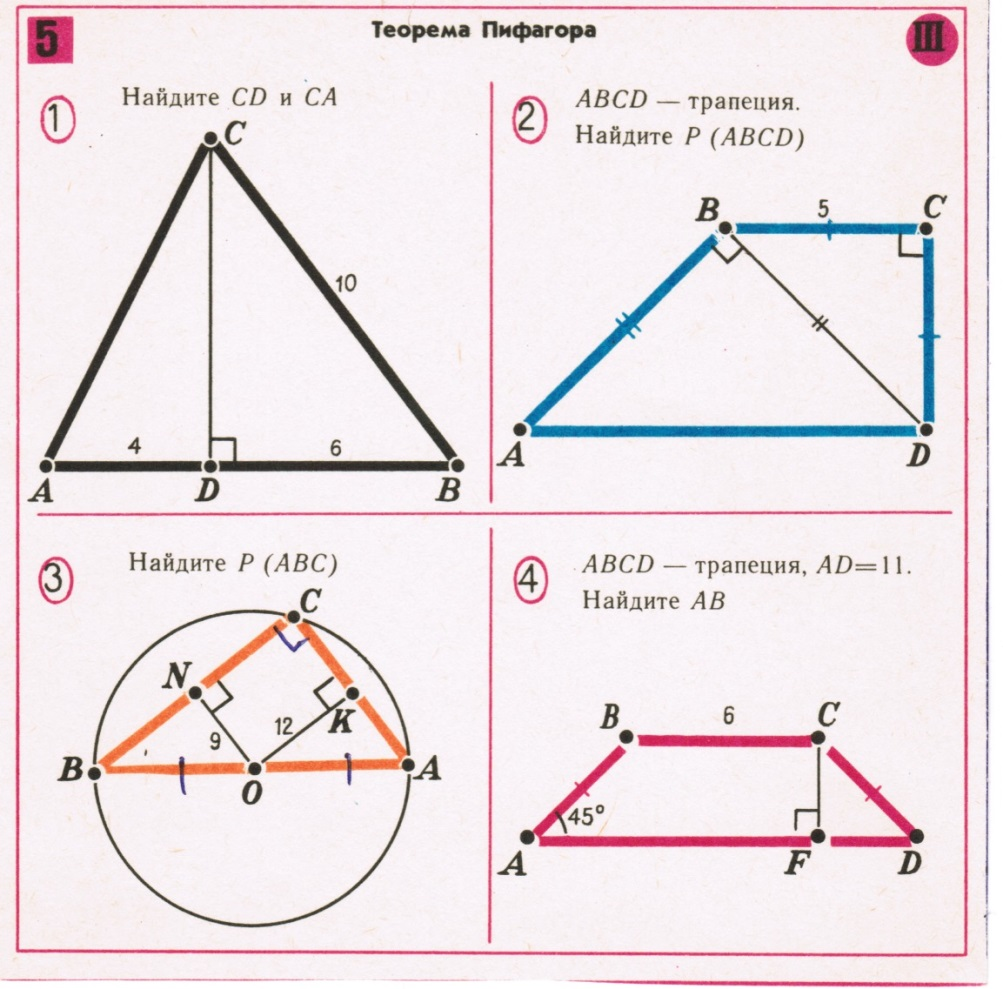 5
Теорема Пифагора
III
1
Найдите CD и CA
C
10
4
6
A
D
B
2
ABCD — трапеция.
Найдите P (ABCD)
B
5
C
A
D
3
Найдите P (ABC)
C
N
K
9
12
B
O
A
4
ABCD — трапеция, AD=11.
Найдите AB
B
6
C
45°
A
F
D